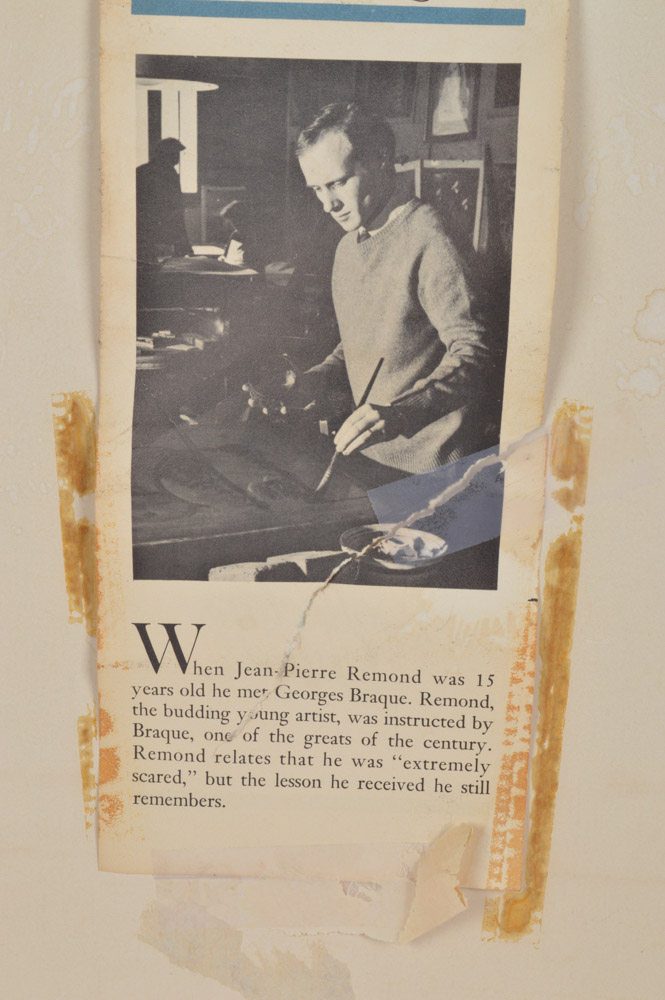 When Jean-Pierre Remond was 15
years old he met Georges Braque. Remond,
the budding young artist, was instructed by
Braque, one of the greats of the century.
Remond relates that he was “extremely
scared,” but the lesson he received he still
remembers.